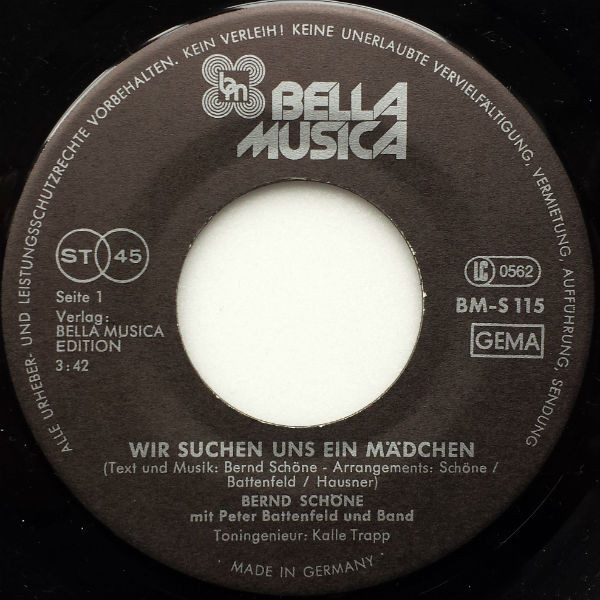 ALLE URHEBER- UND LEISTUNGSSCHUTZRECHTE VORBEHALTEN. KEIN VERLEIH! KEINE UNERLAUBTE VERVIELFÄLTIGUNG, VERMIETUNG, AUFFÜHRUNG, SENDUNG
bm
BELLA
MUSICA
ST 45
Seite 1
Verlag:
BELLA MUSICA
EDITION
3:42
LC 0562
BM-S 115
GEMA
WIR SUCHEN UNS EIN MÄDCHEN
(Text und Musik: Bernd Schöne - Arrangements: Schöne /
Battenfeld / Hausner)
BERND SCHÖNE
mit Peter Battenfeld und Band
Toningenieur: Kalle Trapp
· MADE IN GERMANY ·